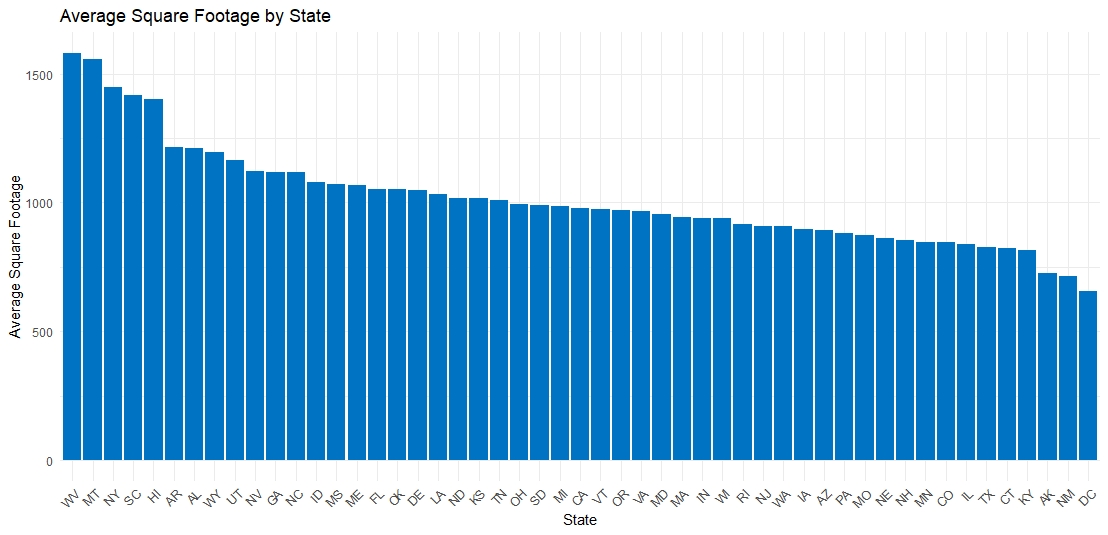 Average Square Footage by State
Average Square Footage
1500
1000
500
0
WV MT NY SC HI AR AL WY UT NV GA NC ID MS ME FL OK DE LA ND KS TN OH SD MI CA VT OR VA MD MA IN WI RI NJ WA IA AZ PA MO NE NH MN CO IL TX CT KY AK NM DC
State